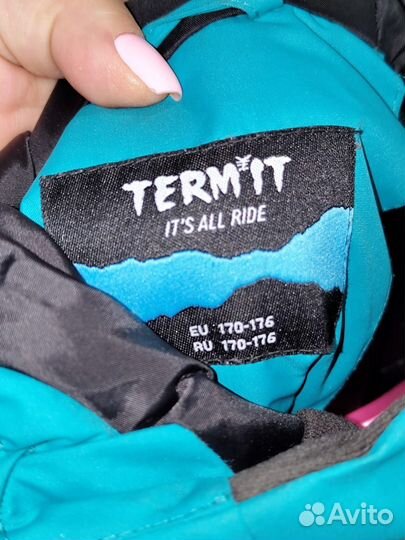 TERMIT
IT'S ALL RIDE
EU 170-176
RU 170-176
Avito